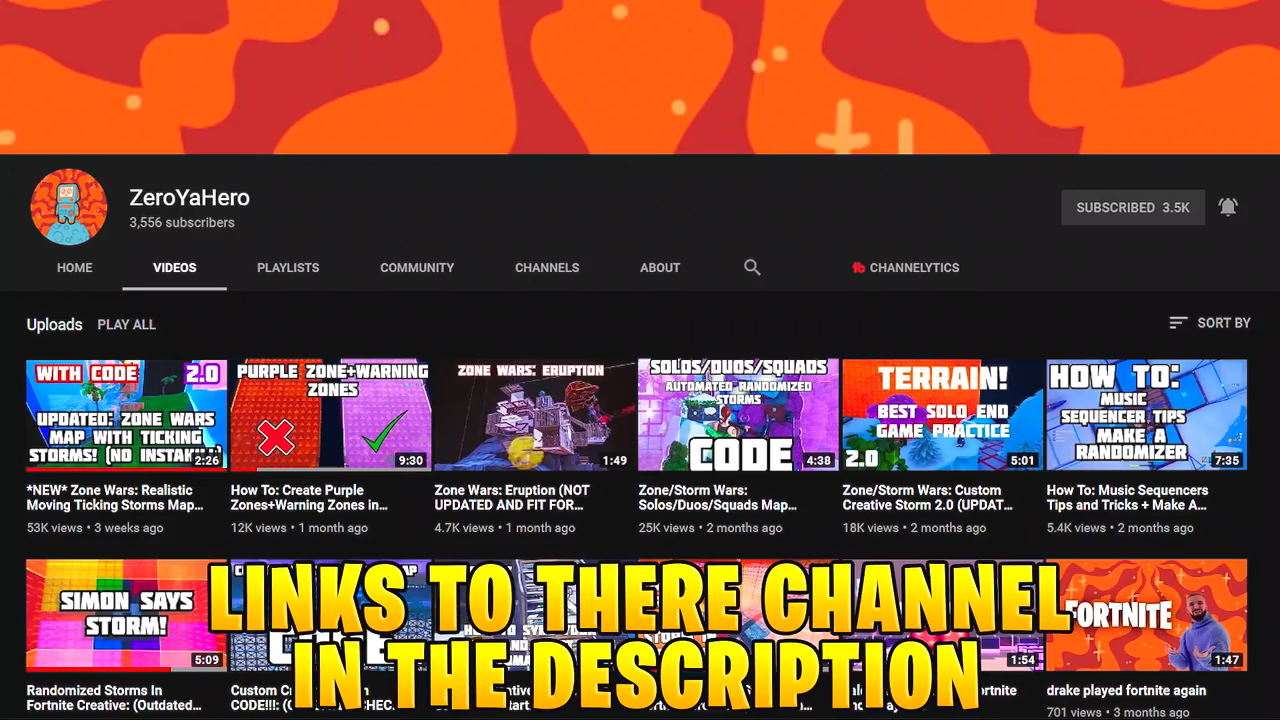 ZeroYaHero
3,556 subscribers
SUBSCRIBED 3.5K
HOME VIDEOS PLAYLISTS COMMUNITY CHANNELS ABOUT CHANNELYTICS
Uploads PLAY ALL
SORT BY
WITH CODE 2.0
UPDATED: ZONE WARS
MAP WITH TICKING
STORMS! (NO
2:26
*NEW* Zone Wars: Realistic
Moving Ticking Storms Map...
53K views • 3 weeks ago
PURPLE ZONE+WARNING
ZONES
9:30
How To: Create Purple
Zones+Warning Zones in...
12K views • 1 month ago
ZONE WARS: ERUPTION
1:49
Zone Wars: Eruption (NOT
UPDATED AND FIT FOR...
4.7K views • 1 month ago
SOLOS/DUOS/SQUADS
AUTOMATED RANDOMIZED
STORMS
CODE
4:38
Zone/Storm Wars:
Solos/Duos/Squads Map...
25K views • 2 months ago
TERRAIN!
BEST SOLO END
GAME PRACTICE
2.0
5:01
Zone/Storm Wars: Custom
Creative Storm 2.0 (UPDAT...
18K views • 2 months ago
HOW TO:
MUSIC
SEQUENCER TIPS
MAKE A
RANDOMIZER
7:35
How To: Music Sequencers
Tips and Tricks + Make A...
5.4K views • 2 months ago
SIMON SAYS
STORM!
5:09
Randomized Storms In
Fortnite Creative: (Outdated...
LINKS TO THERE CHANNEL
IN THE DESCRIPTION
1:54
FORTNITE
1:47
drake played fortnite again
701 views • 3 months ago